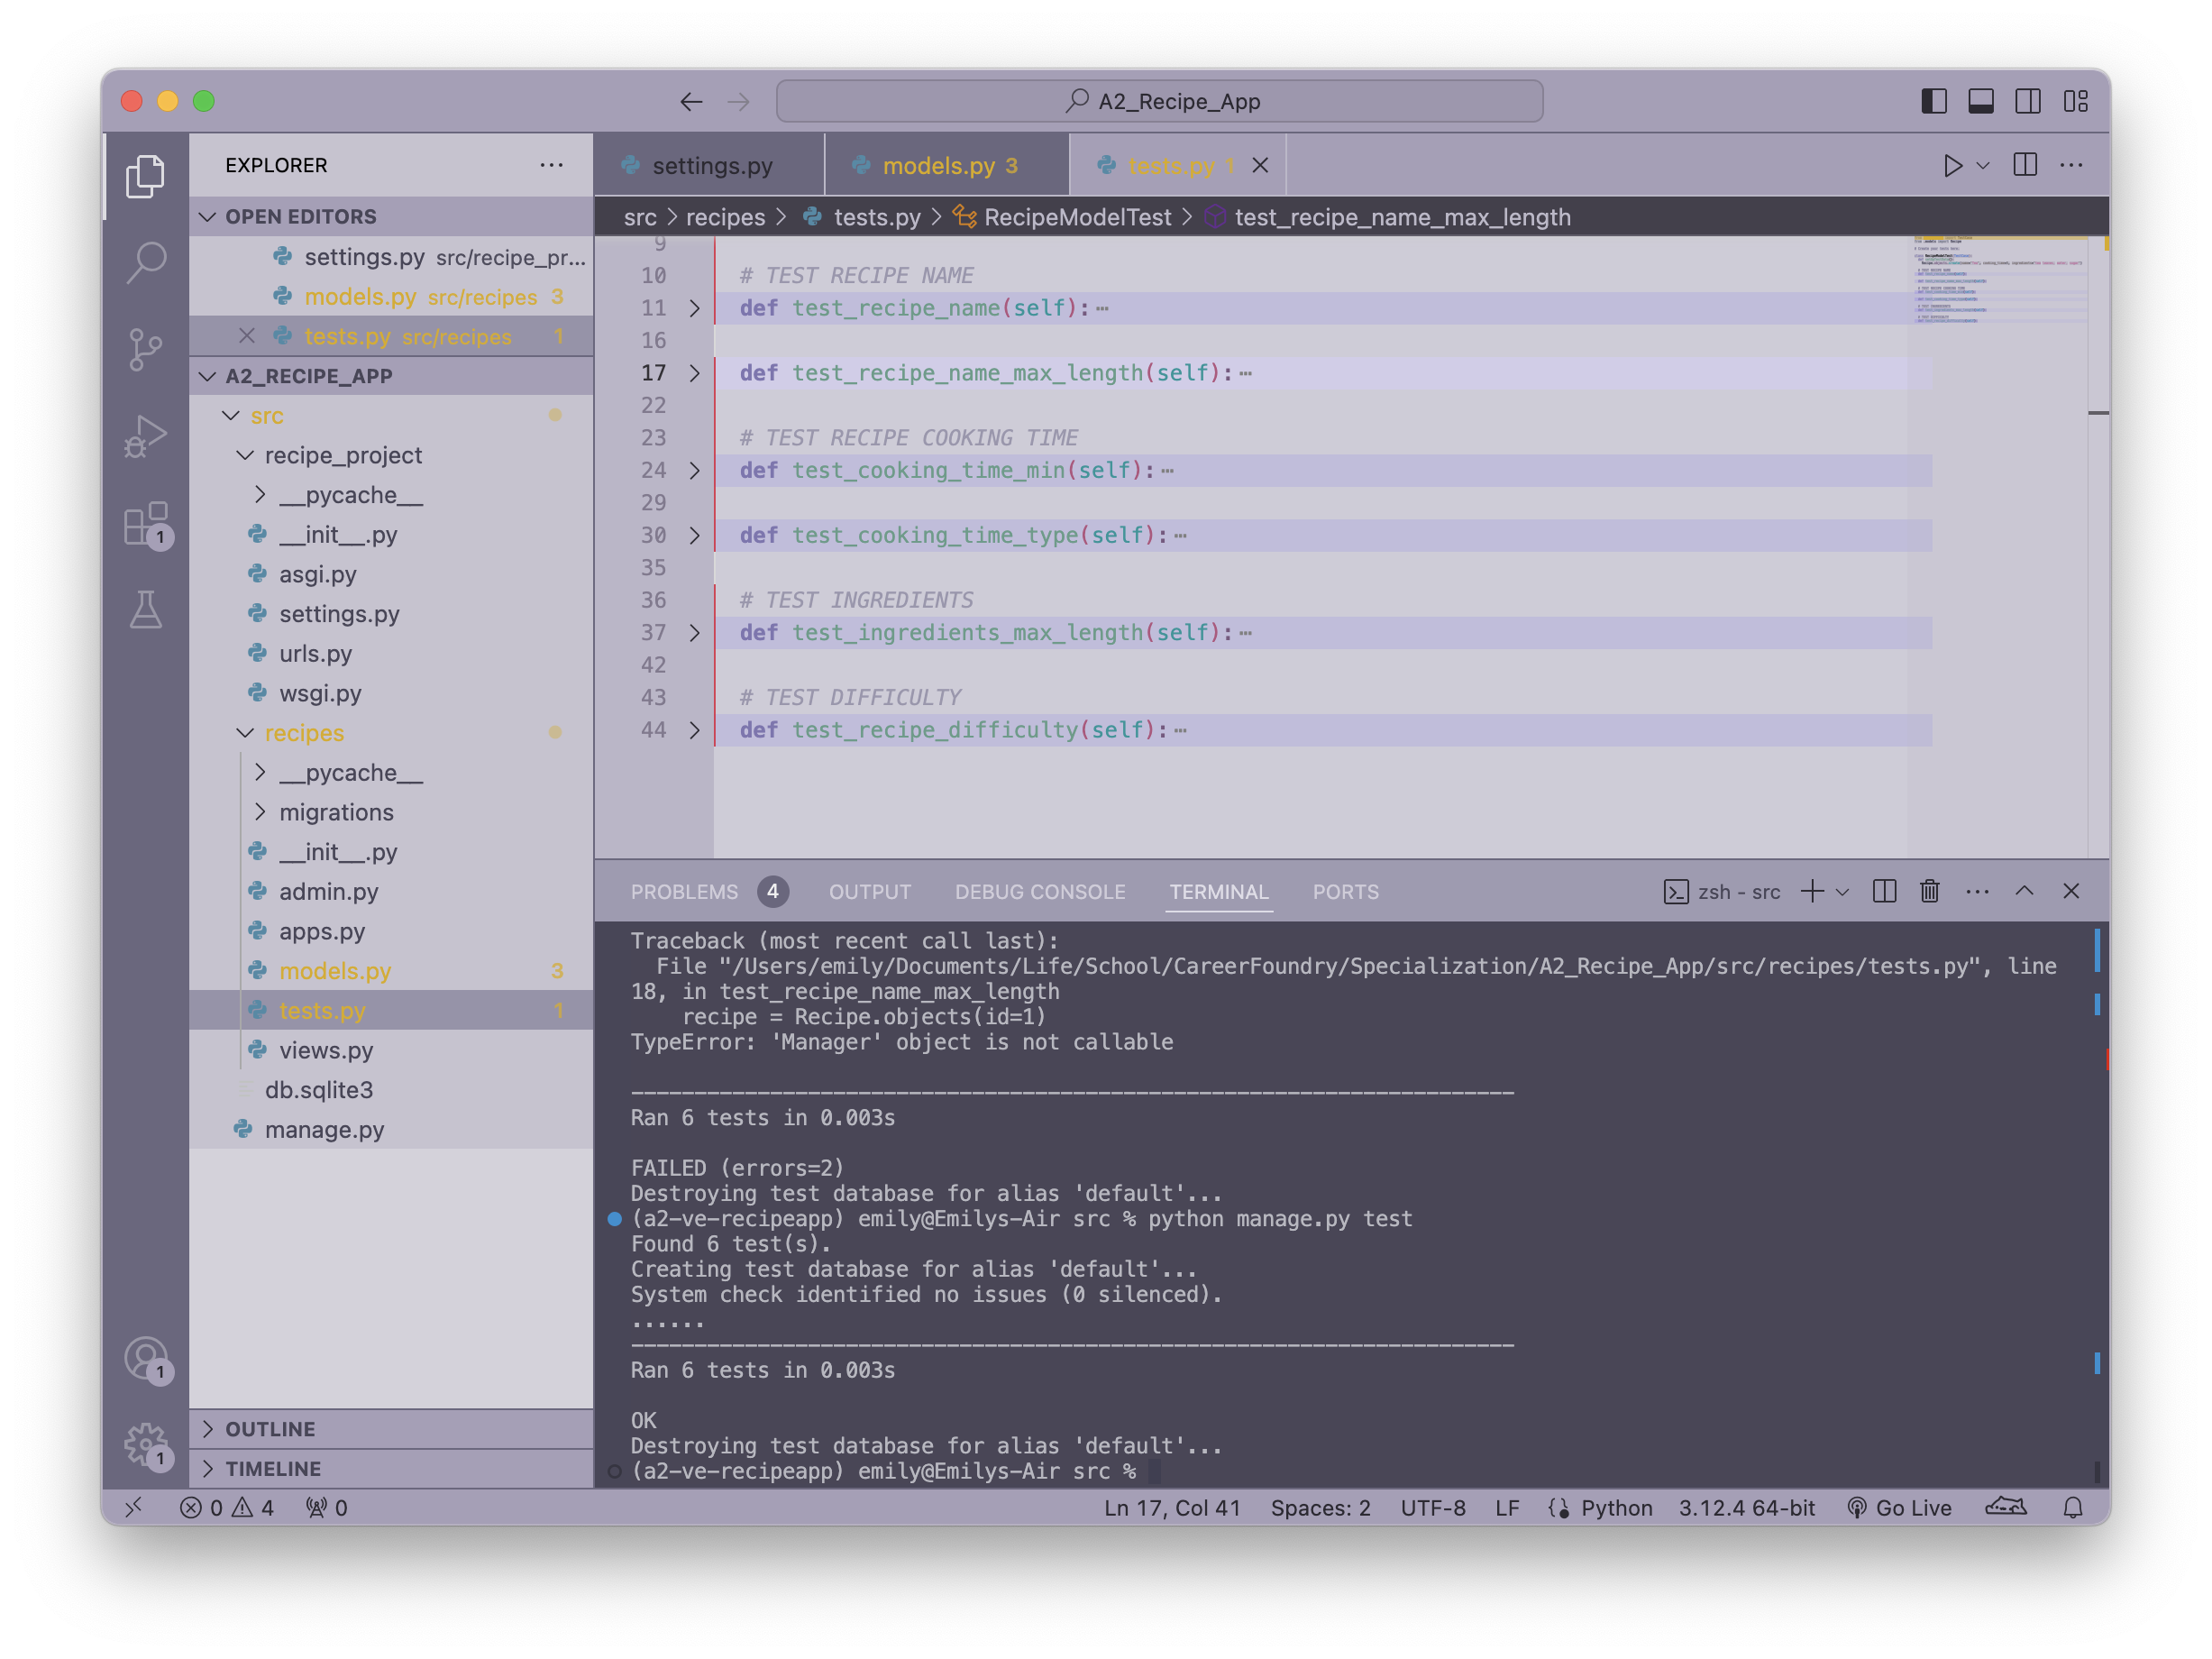 A2_Recipe_App
EXPLORER
OPEN EDITORS
settings.py src/recipe_pr...
models.py src/recipes 3
tests.py src/recipes 1
A2_RECIPE_APP
src
recipe_project
__pycache__
__init__.py
asgi.py
settings.py
urls.py
wsgi.py
recipes
__pycache__
migrations
__init__.py
admin.py
apps.py
models.py 3
tests.py 1
views.py
db.sqlite3
manage.py
OUTLINE
TIMELINE
1
1
1
settings.py
models.py 3
tests.py 1
src > recipes > tests.py > RecipeModelTest > test_recipe_name_max_length
9
10 # TEST RECIPE NAME
11 def test_recipe_name(self):…
16
17 def test_recipe_name_max_length(self):…
22
23 # TEST RECIPE COOKING TIME
24 def test_cooking_time_min(self):…
29
30 def test_cooking_time_type(self):…
35
36 # TEST INGREDIENTS
37 def test_ingredients_max_length(self):…
42
43 # TEST DIFFICULTY
44 def test_recipe_difficulty(self):…
PROBLEMS 4 OUTPUT DEBUG CONSOLE TERMINAL PORTS
zsh - src
Traceback (most recent call last):
File "/Users/emily/Documents/Life/School/CareerFoundry/Specialization/A2_Recipe_App/src/recipes/tests.py", line
18, in test_recipe_name_max_length
recipe = Recipe.objects(id=1)
TypeError: 'Manager' object is not callable
----------------------------------------------------------------------
Ran 6 tests in 0.003s
FAILED (errors=2)
Destroying test database for alias 'default'...
(a2-ve-recipeapp) emily@Emilys-Air src % python manage.py test
Found 6 test(s).
Creating test database for alias 'default'...
System check identified no issues (0 silenced).
......
----------------------------------------------------------------------
Ran 6 tests in 0.003s
OK
Destroying test database for alias 'default'...
(a2-ve-recipeapp) emily@Emilys-Air src %
0 4 0
Ln 17, Col 41 Spaces: 2 UTF-8 LF Python 3.12.4 64-bit Go Live